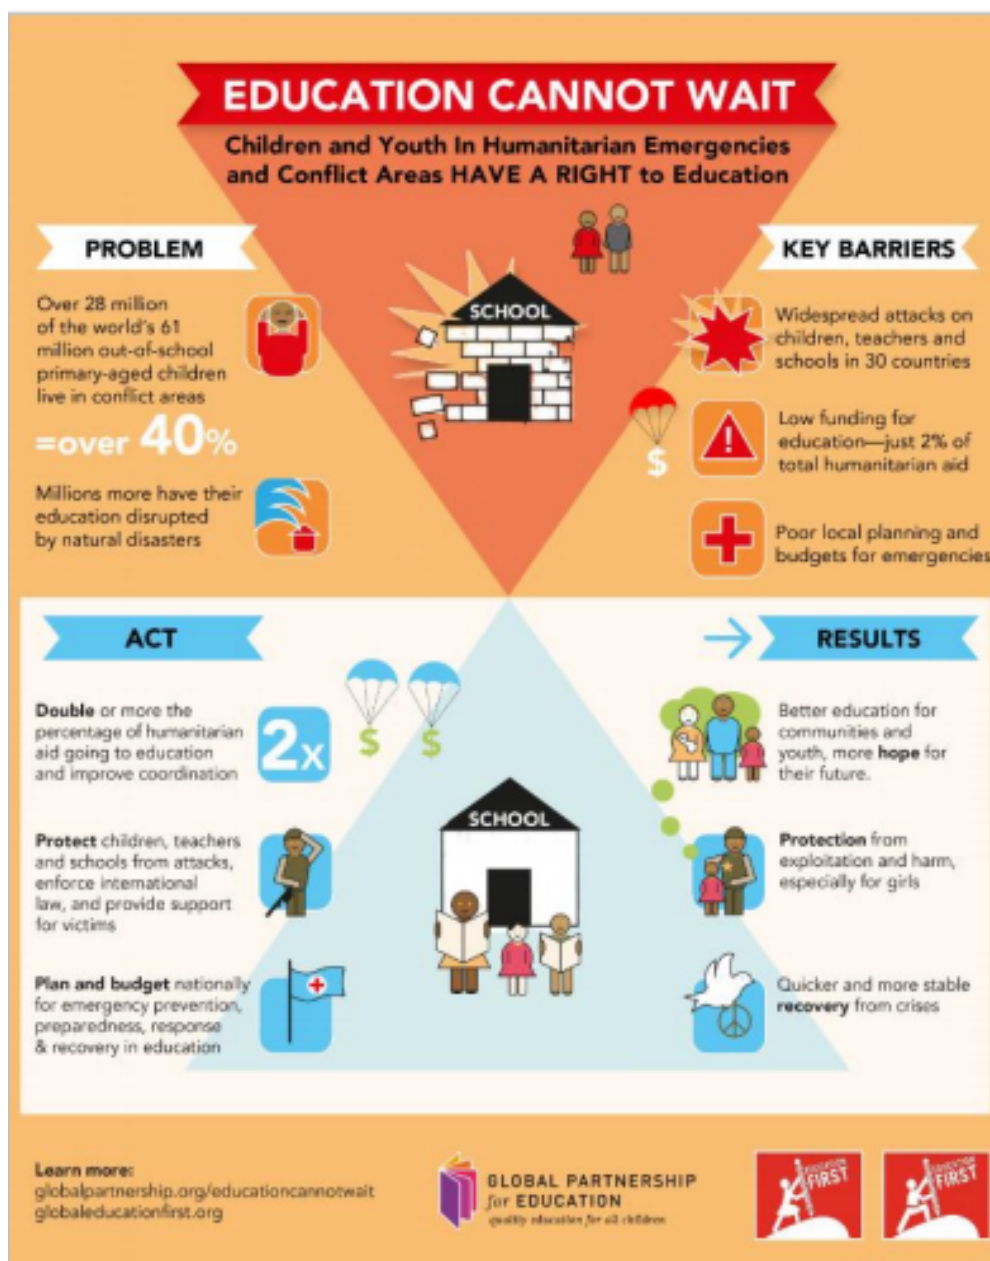 EDUCATION CANNOT WAIT
Children and Youth In Humanitarian Emergencies
and Conflict Areas HAVE A RIGHT to Education
PROBLEM
Over 28 million
of the world's 61
million out-of-school
primary-aged children
live in conflict areas
=over 40%
Millions more have their
education disrupted
by natural disasters
SCHOOL
$
KEY BARRIERS
Widespread attacks on
children, teachers and
schools in 30 countries
!
Low funding for
education—just 2% of
total humanitarian aid
Poor local planning and
budgets for emergencies
ACT
Double or more the
percentage of humanitarian
aid going to education
and improve coordination
2x
$ $
Protect children, teachers
and schools from attacks,
enforce international
law, and provide support
for victims
Plan and budget nationally
for emergency prevention,
preparedness, response
& recovery in education
SCHOOL
RESULTS
Better education for
communities and
youth, more hope for
their future.
Protection from
exploitation and harm,
especially for girls
Quicker and more stable
recovery from crises
Learn more:
globalpartnership.org/educationcannotwait
globaleducationfirst.org
GLOBAL PARTNERSHIP
for EDUCATION
quality education for all children
EDUCATION
FIRST
EDUCATION
FIRST